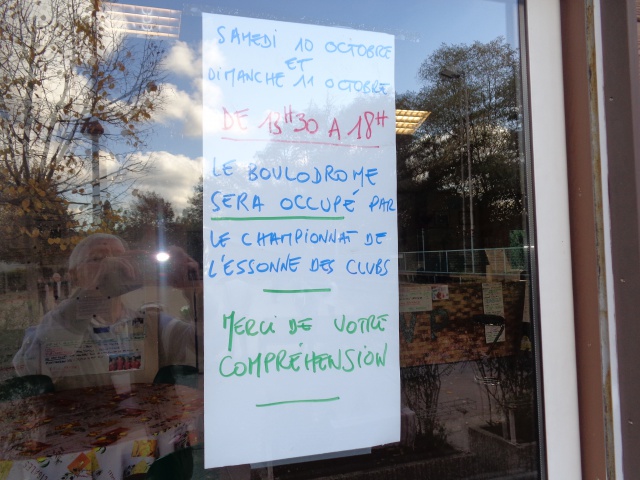 SAMEDI 10 OCTOBRE
ET
DIMANCHE 11 OCTOBRE
DE 13H30 A 18H
LE BOULODROME
SERA OCCUPÉ PAR
LE CHAMPIONNAT DE
L'ESSONNE DES CLUBS
MERCI DE VOTRE
COMPRÉHENSION